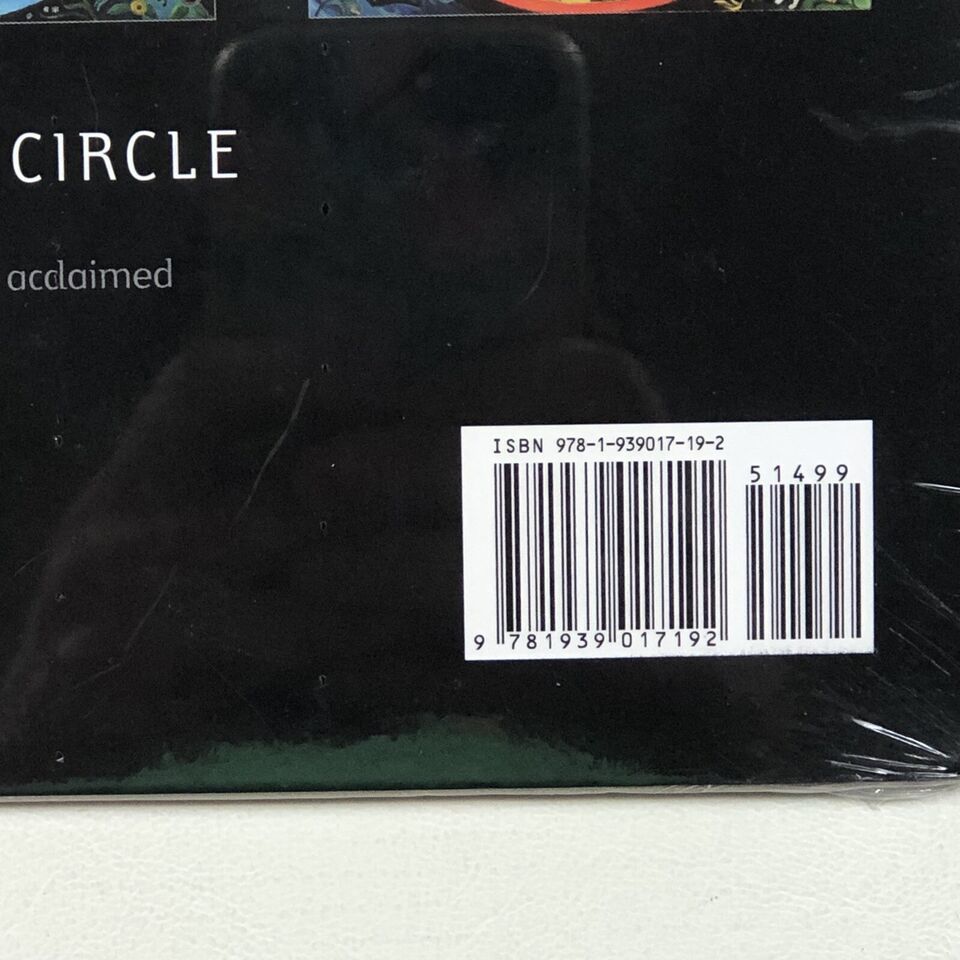 CIRCLE
acclaimed
ISBN 978-1-939017-19-2
51499
9 781939 017192